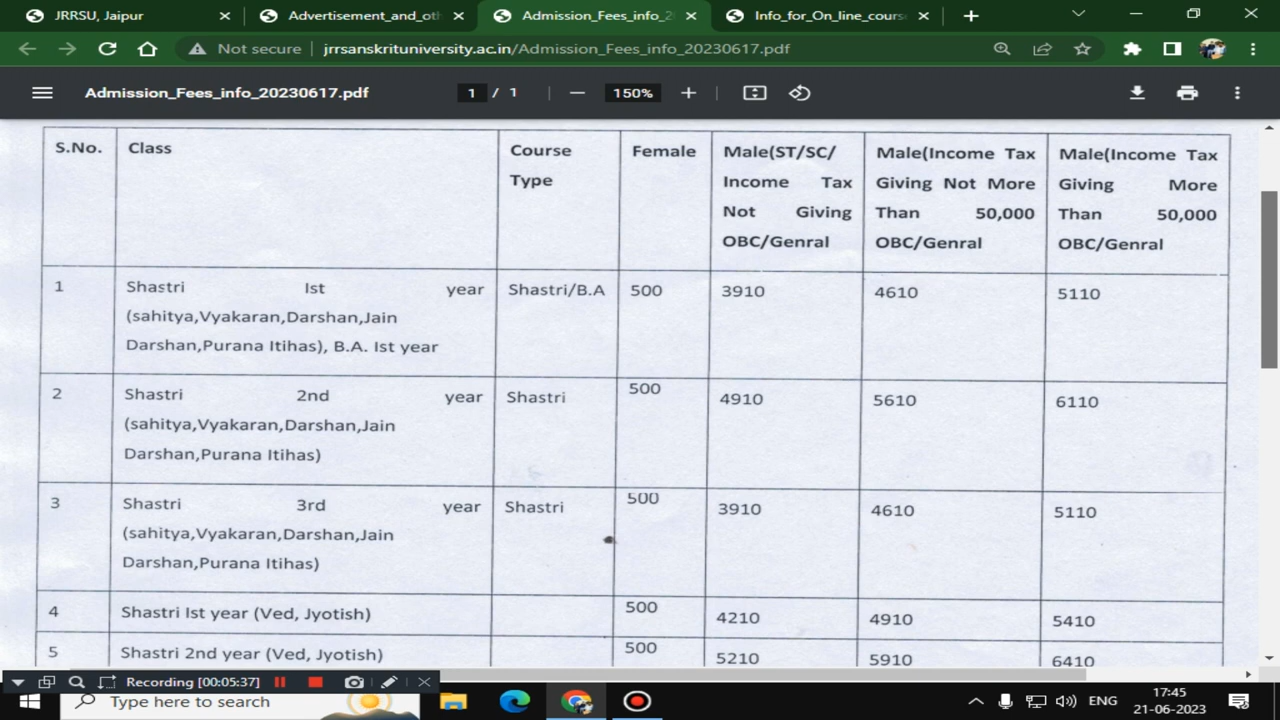 JRRSU, Jaipur
Advertisement_and_oth
Admission_Fees_info_2
Info_for_On_line_course
Not secure
jrrsanskrituniversity.ac.in/Admission_Fees_info_20230617.pdf
Admission_Fees_info_20230617.pdf
1 / 1
150%
S.No. Class Course Type Female Male(ST/SC/ Income Tax Not Giving OBC/Genral Male(Income Tax Giving Not More Than 50,000 OBC/Genral Male(Income Tax Giving More Than 50,000 OBC/Genral
1 Shastri Ist year Shastri/B.A 500 3910 4610 5110
(sahitya,Vyakaran,Darshan,Jain
Darshan,Purana Itihas), B.A. Ist year
2 Shastri 2nd year Shastri 500 4910 5610 6110
(sahitya,Vyakaran,Darshan,Jain
Darshan,Purana Itihas)
3 Shastri 3rd year Shastri 500 3910 4610 5110
(sahitya,Vyakaran,Darshan,Jain
Darshan,Purana Itihas)
4 Shastri Ist year (Ved, Jyotish) 500 4210 4910 5410
5 Shastri 2nd year (Ved, Jyotish) 500 5210 5910 6410
Recording [00:05:37]
Type here to search
ENG
17:45
21-06-2023